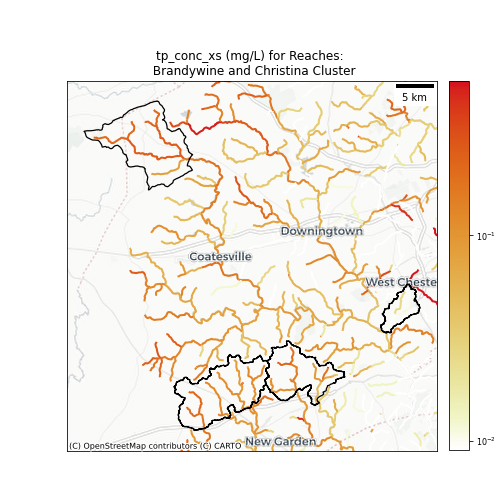 tp_conc_xs (mg/L) for Reaches:
Brandywine and Christina Cluster
5 km
Downingtown
10⁻¹
Coatesville
West Cheste
10⁻²
New Garden
(C) OpenStreetMap contributors (C) CARTO